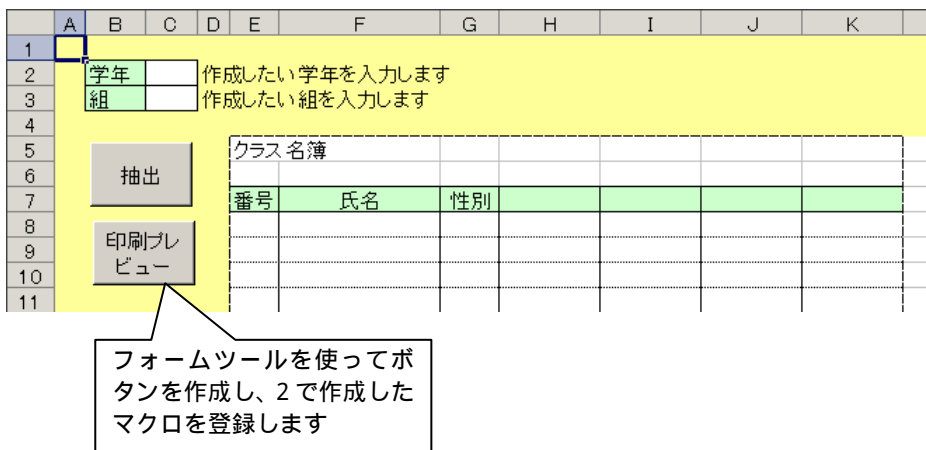 A B C D E F G H I J K
1
2 学年 作成したい学年を入力します
3 組 作成したい組を入力します
4
5 クラス名簿
6 抽出
7 番号 氏名 性別
8
9 印刷プレ
10 ビュー
11
フォームツールを使ってボ
タンを作成し、2で作成した
マクロを登録します